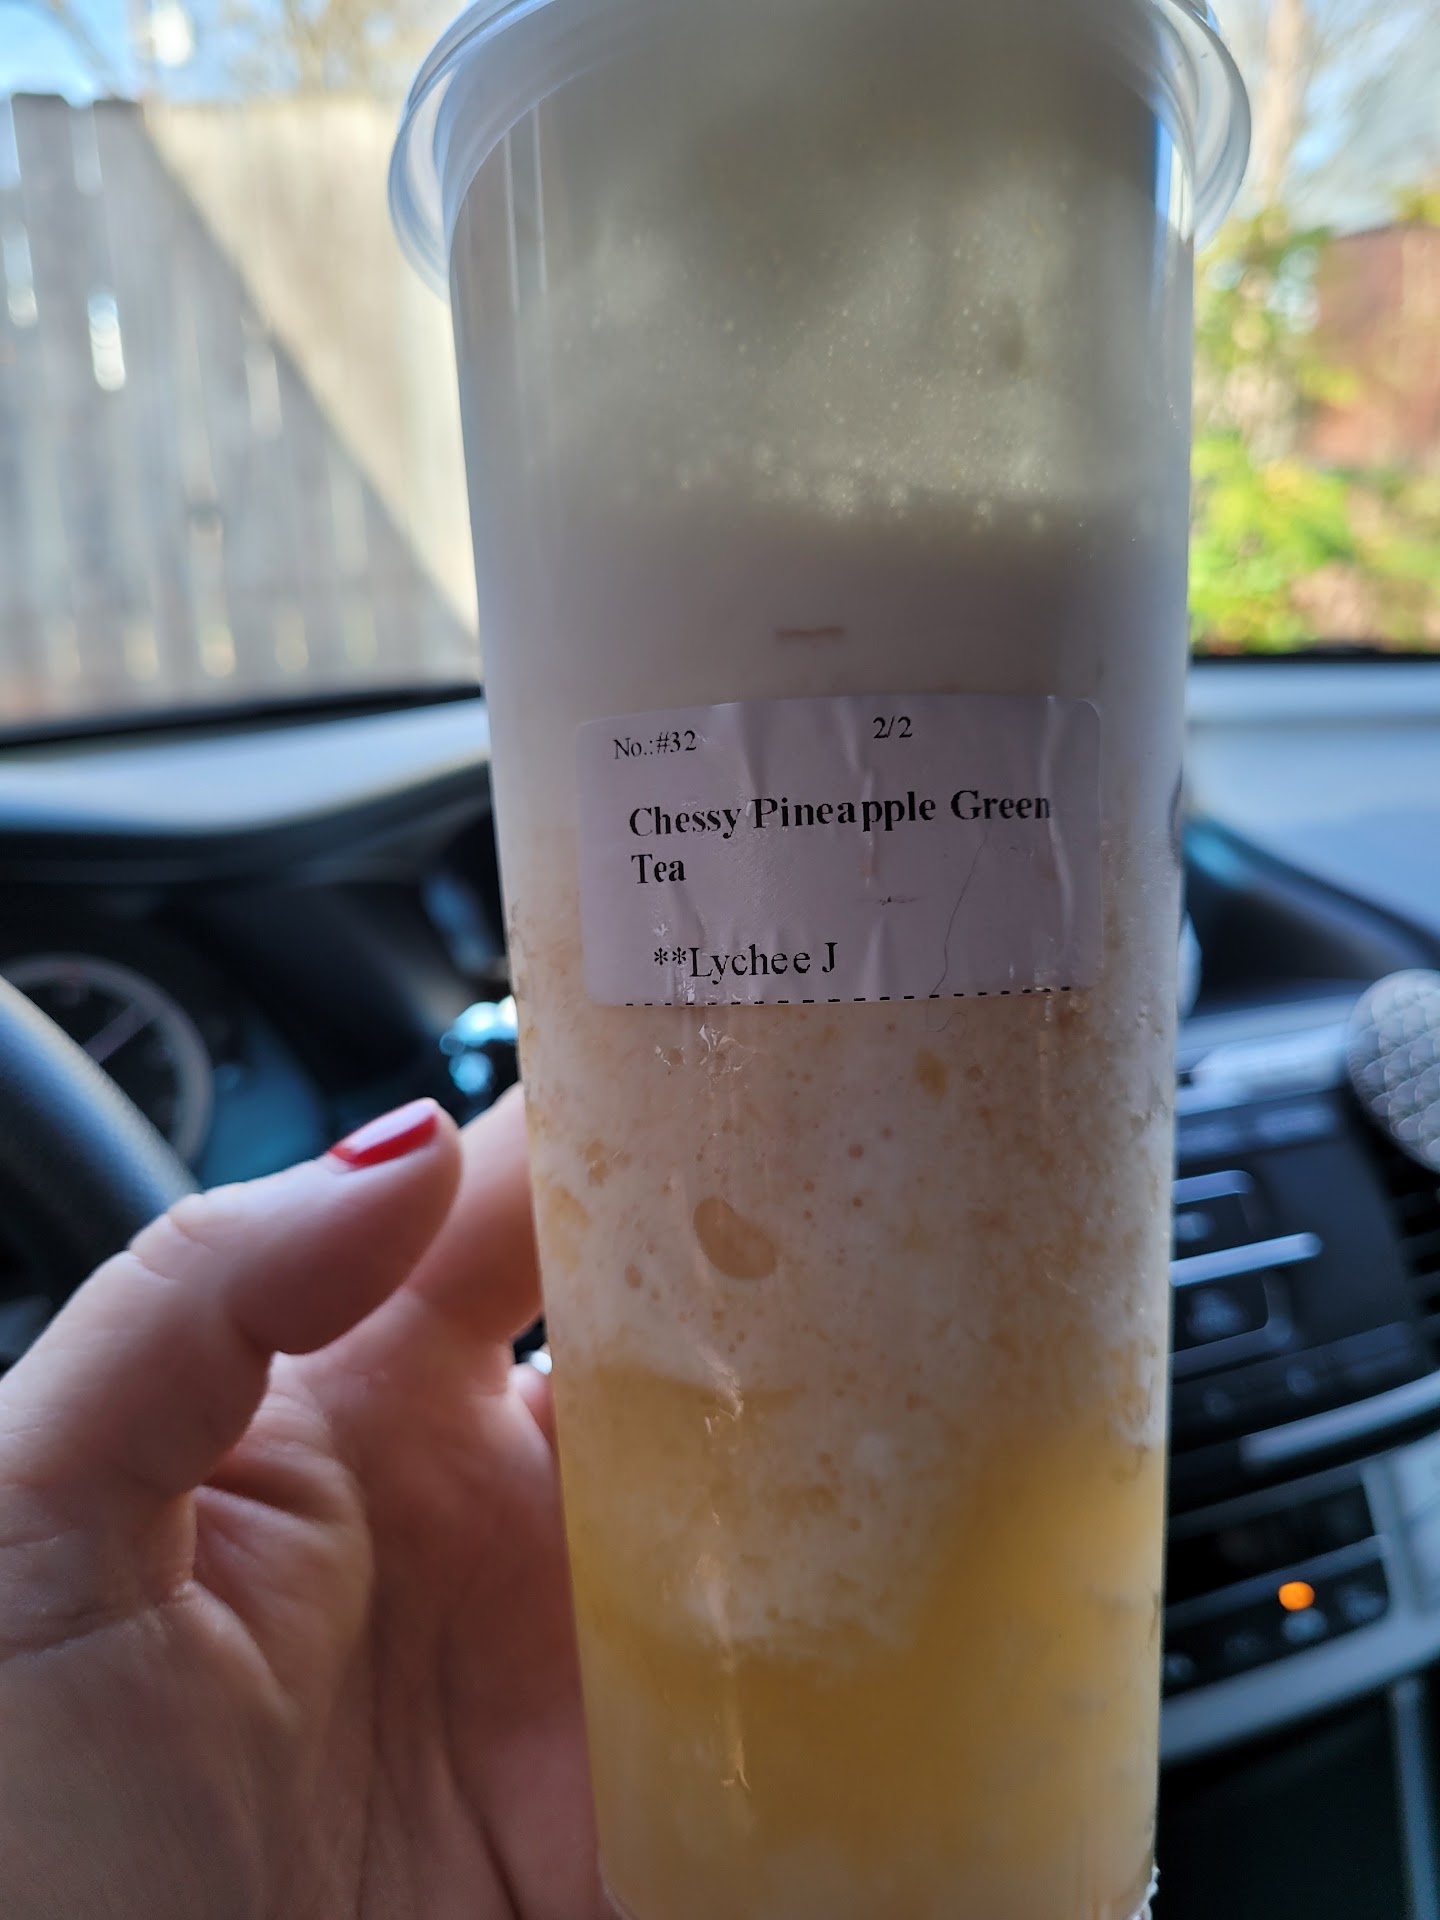 No.:#32 2/2
Chessy Pineapple Green
Tea
**Lychee J